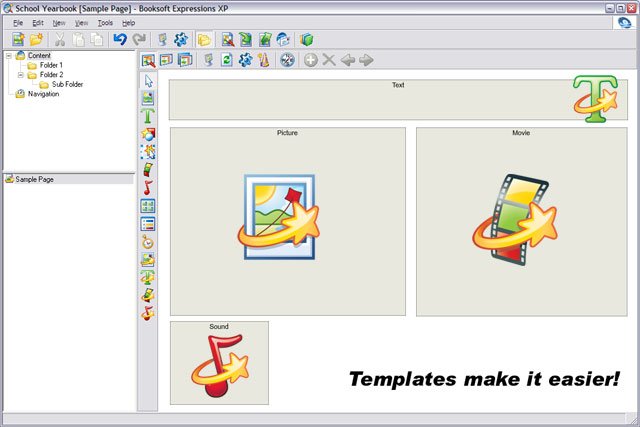 School Yearbook [Sample Page] - Booksoft Expressions XP
File Edit New View Tools Help
Content
Folder 1
Folder 2
Sub Folder
Navigation
Sample Page
Text
Picture
Movie
Sound
Templates make it easier!